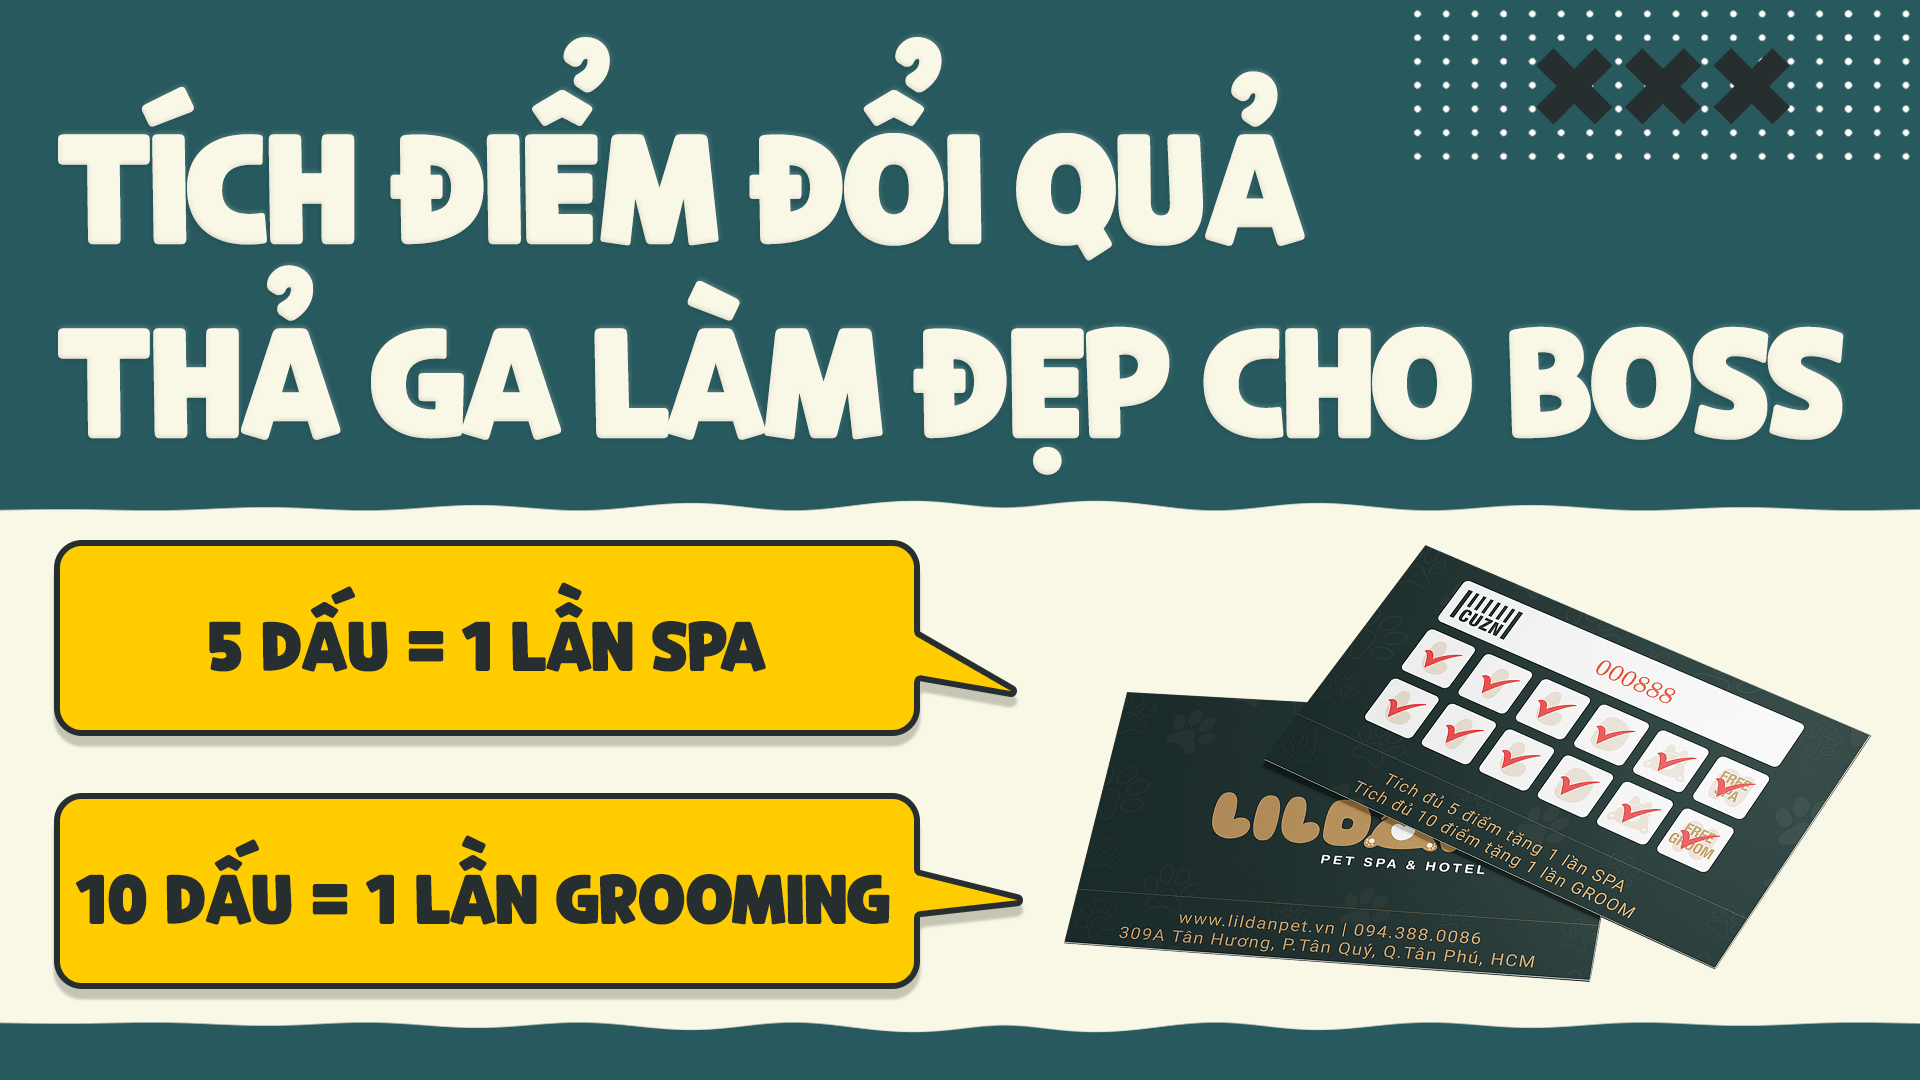 TÍCH ĐIỂM ĐỔI QUẢ
THẢ GA LÀM ĐẸP CHO BOSS
5 DẤU = 1 LẦN SPA
10 DẤU = 1 LẦN GROOMING
CUZN
000888
FREE SPA
FREE GROOM
Tích đủ 5 điểm tặng 1 lần SPA
Tích đủ 10 điểm tặng 1 lần GROOM
PET SPA & HOTEL
www.lildanpet.vn | 094.388.0086
309A Tân Hương, P.Tân Quý, Q.Tân Phú, HCM